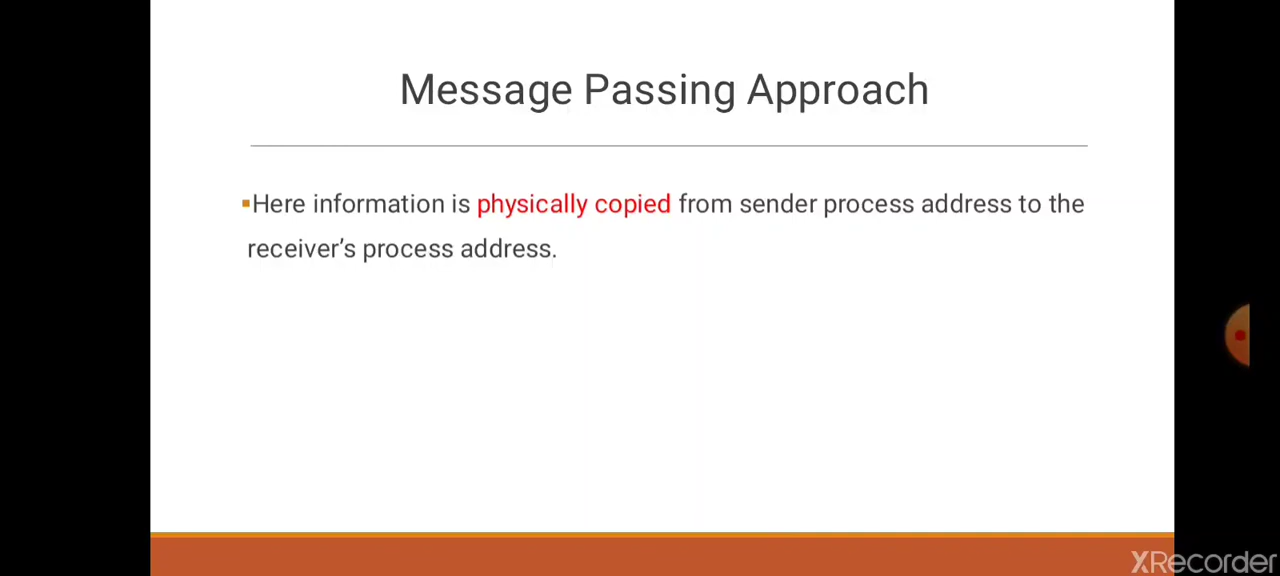 Message Passing Approach
▪Here information is physically copied from sender process address to the
receiver’s process address.
XRecorder